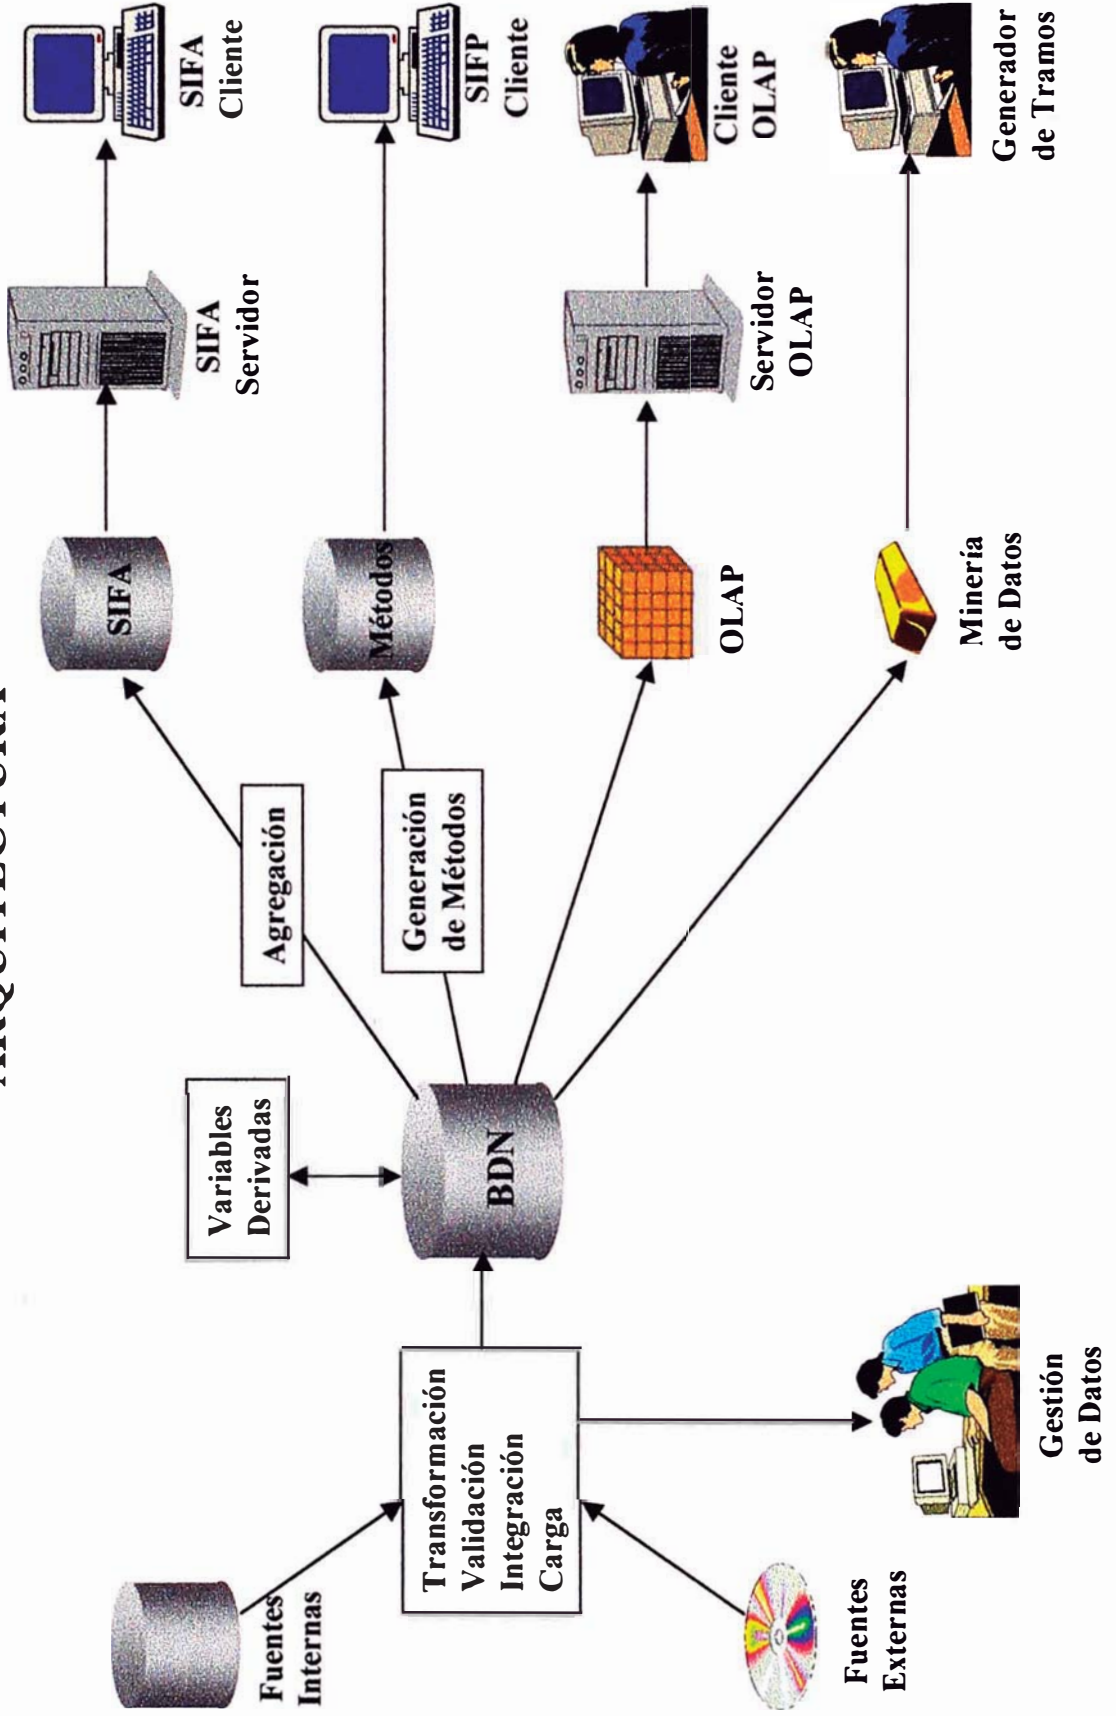 ARQUITECTURA
Fuentes
Internas
Fuentes
Externas
Transformación
Validación
Integración
Carga
Gestión
de Datos
Variables
Derivadas
BDN
Agregación
Generación
de Métodos
SIFA
Métodos
OLAP
Minería
de Datos
SIFA
Servidor
Servidor
OLAP
SIFA
Cliente
SIFP
Cliente
Cliente
OLAP
Generador
de Tramos